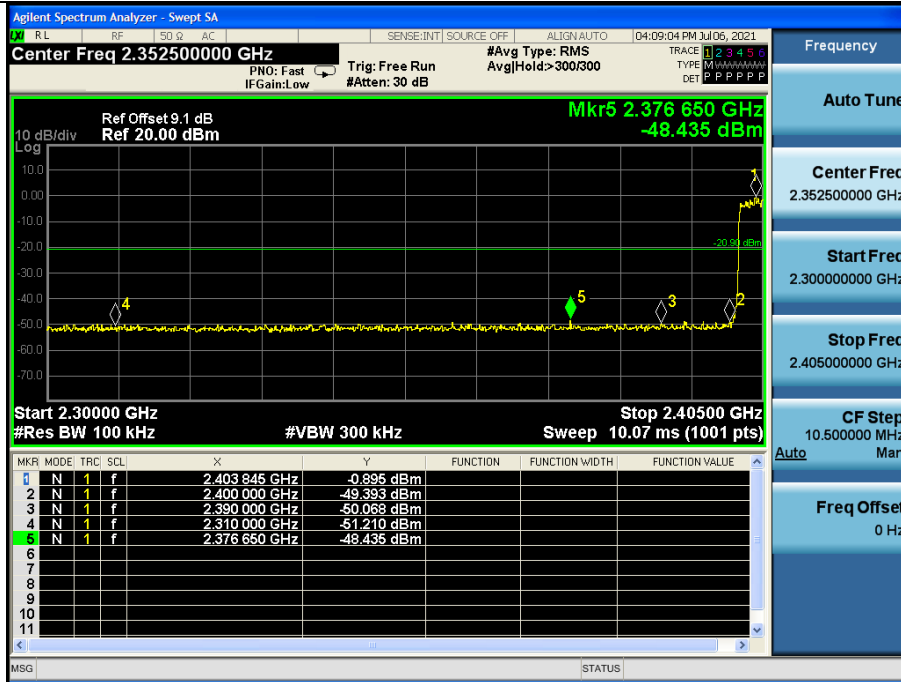 Agilent Spectrum Analyzer - Swept SA
LXI RL RF 50 Ω AC SENSE:INT SOURCE OFF ALIGN AUTO 04:09:04 PM Jul 06, 2021
Center Freq 2.352500000 GHz
PNO: Fast
IFGain:Low
Trig: Free Run
#Atten: 30 dB
#Avg Type: RMS
Avg|Hold:>300/300
TRACE 1 2 3 4 5 6
TYPE M
DET P P P P P P
Mkr5 2.376 650 GHz
-48.435 dBm
Ref Offset 9.1 dB
10 dB/div Ref 20.00 dBm
Log
10.0
0.00
-10.0
-20.0
-30.0
-40.0
-50.0
-60.0
-70.0
1
-20.90 dBm
4
5
3
2
Start 2.30000 GHz Stop 2.40500 GHz
#Res BW 100 kHz #VBW 300 kHz Sweep 10.07 ms (1001 pts)
MKR MODE TRC SCL X Y FUNCTION FUNCTION WIDTH FUNCTION VALUE
1 N 1 f 2.403 845 GHz -0.895 dBm
2 N 1 f 2.400 000 GHz -49.393 dBm
3 N 1 f 2.390 000 GHz -50.068 dBm
4 N 1 f 2.310 000 GHz -51.210 dBm
5 N 1 f 2.376 650 GHz -48.435 dBm
6
7
8
9
10
11
MSG STATUS
Frequency
Auto Tune
Center Freq
2.352500000 GHz
Start Freq
2.300000000 GHz
Stop Freq
2.405000000 GHz
CF Step
10.500000 MHz
Auto Man
Freq Offset
0 Hz